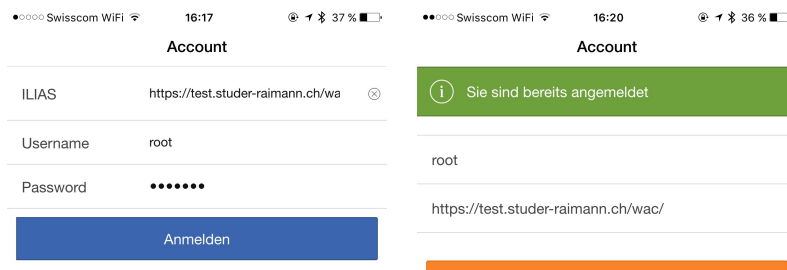 Swisscom WiFi 16:17 37 %
Account
ILIAS https://test.studer-raimann.ch/wa
Username root
Password •••••••
Anmelden
Swisscom WiFi 16:20 36 %
Account
Sie sind bereits angemeldet
root
https://test.studer-raimann.ch/wac/